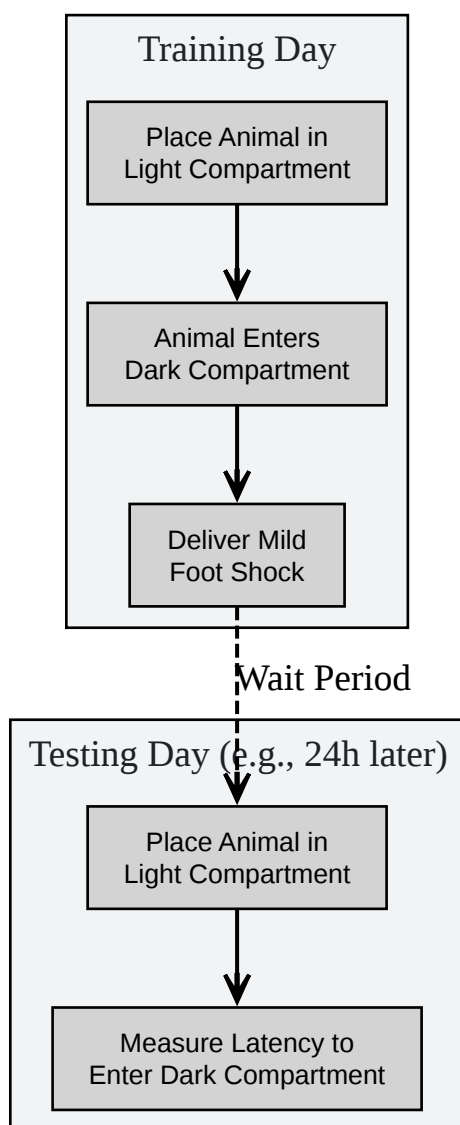 Training Day
Place Animal in
Light Compartment
Animal Enters
Dark Compartment
Deliver Mild
Foot Shock
Wait Period
Testing Day (e.g., 24h later)
Place Animal in
Light Compartment
Measure Latency to
Enter Dark Compartment